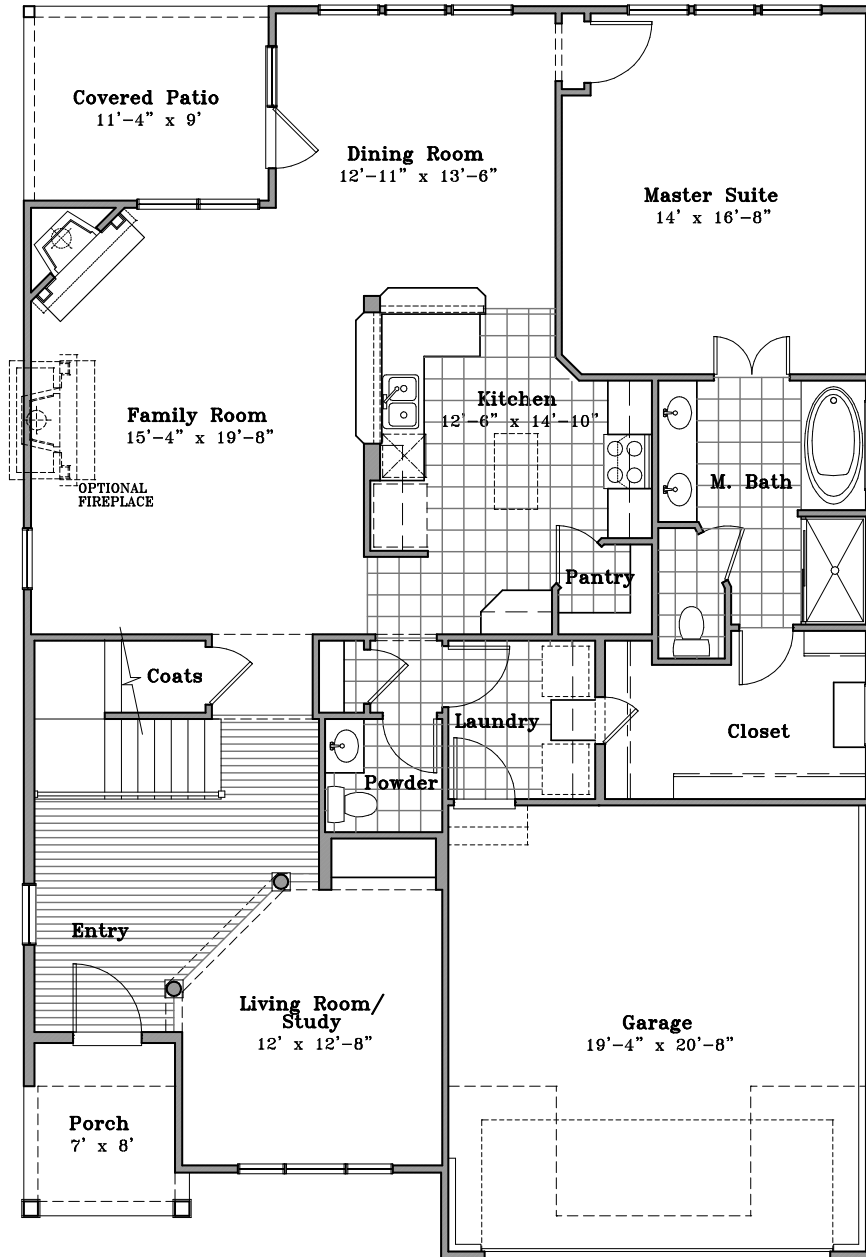 Covered Patio
11'-4" x 9'
Dining Room
12'-11" x 13'-6"
Master Suite
14' x 16'-8"
Kitchen
12'-6" x 14'-10"
Family Room
15'-4" x 19'-8"
OPTIONAL
FIREPLACE
M. Bath
Pantry
Coats
Laundry
Closet
Powder
Entry
Living Room/
Study
12' x 12'-8"
Garage
19'-4" x 20'-8"
Porch
7' x 8'